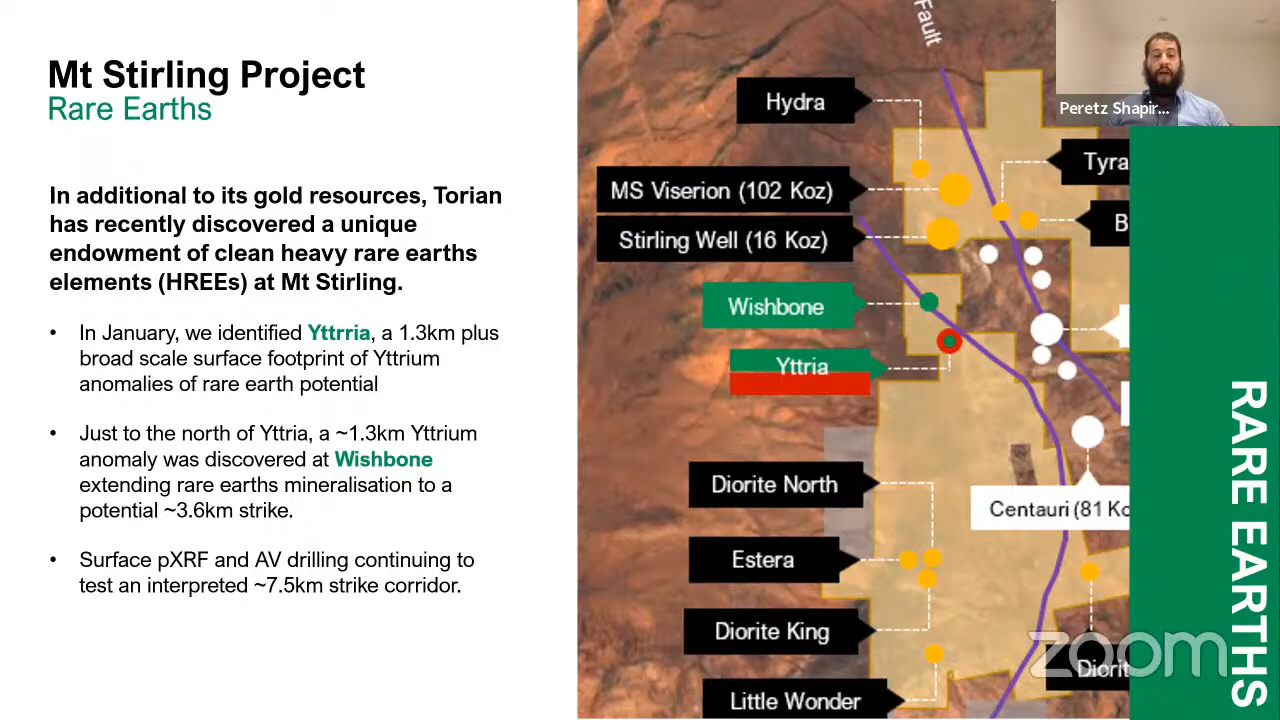 Mt Stirling Project
Rare Earths
In additional to its gold resources, Torian
has recently discovered a unique
endowment of clean heavy rare earths
elements (HREEs) at Mt Stirling.
• In January, we identified Yttrria, a 1.3km plus
broad scale surface footprint of Yttrium
anomalies of rare earth potential
• Just to the north of Yttria, a ~1.3km Yttrium
anomaly was discovered at Wishbone
extending rare earths mineralisation to a
potential ~3.6km strike.
• Surface pXRF and AV drilling continuing to
test an interpreted ~7.5km strike corridor.
Fault
Hydra
MS Viserion (102 Koz)
Stirling Well (16 Koz)
Wishbone
Yttria
Diorite North
Estera
Diorite King
Little Wonder
Tyra
B
Centauri (81 Ko
Diorit
Peretz Shapir...
RARE EARTHS
zoom